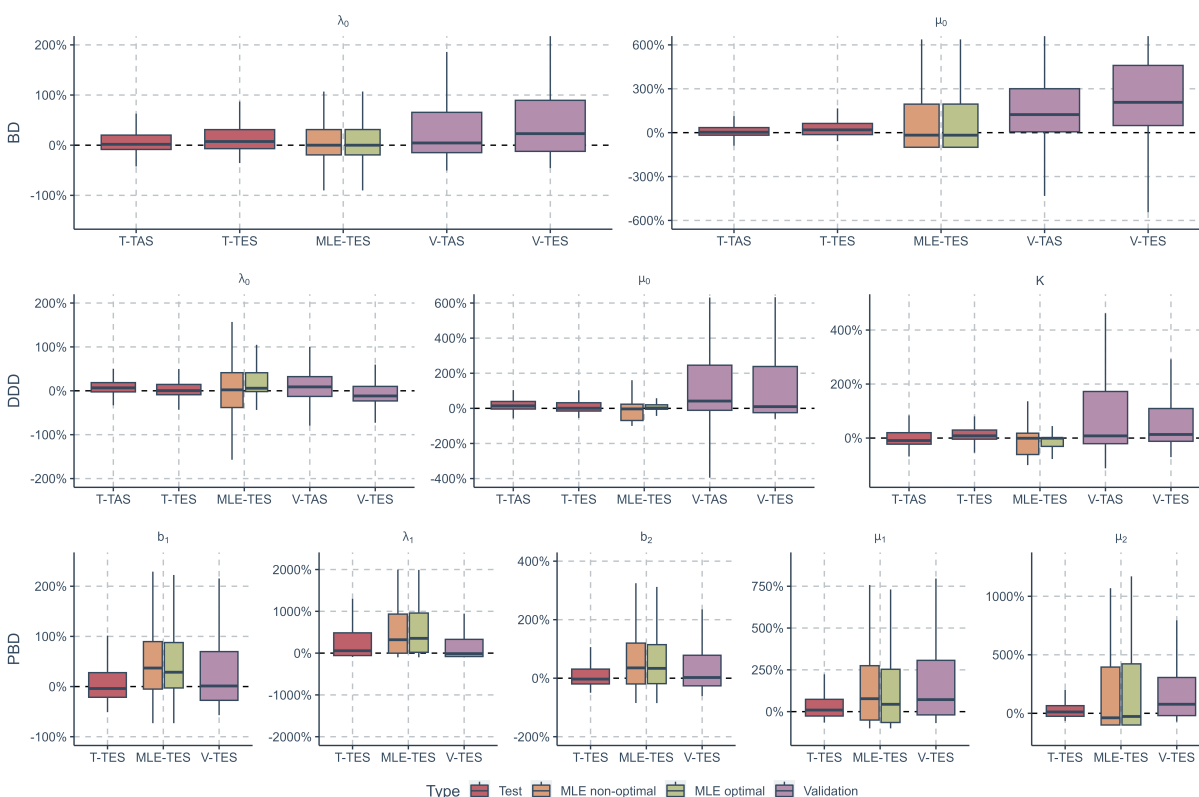 λ₀ μ₀
BD
200%
100%
0%
-100%
600%
300%
0%
-300%
-600%
T-TAS T-TES MLE-TES V-TAS V-TES
T-TAS T-TES MLE-TES V-TAS V-TES
λ₀ μ₀ K
DDD
200%
100%
0%
-100%
-200%
600%
400%
200%
0%
-200%
-400%
400%
200%
0%
T-TAS T-TES MLE-TES V-TAS V-TES
T-TAS T-TES MLE-TES V-TAS V-TES
T-TAS T-TES MLE-TES V-TAS V-TES
b₁ λ₁ b₂ μ₁ μ₂
PBD
200%
100%
0%
-100%
2000%
1000%
0%
-1000%
-2000%
400%
200%
0%
-200%
750%
500%
250%
0%
1000%
500%
0%
T-TES MLE-TES V-TES
T-TES MLE-TES V-TES
T-TES MLE-TES V-TES
T-TES MLE-TES V-TES
T-TES MLE-TES V-TES
Type Test MLE non-optimal MLE optimal Validation